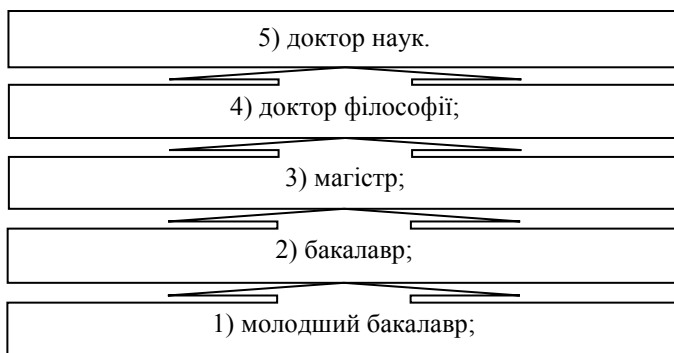 5) доктор наук.
4) доктор філософії;
3) магістр;
2) бакалавр;
1) молодший бакалавр;